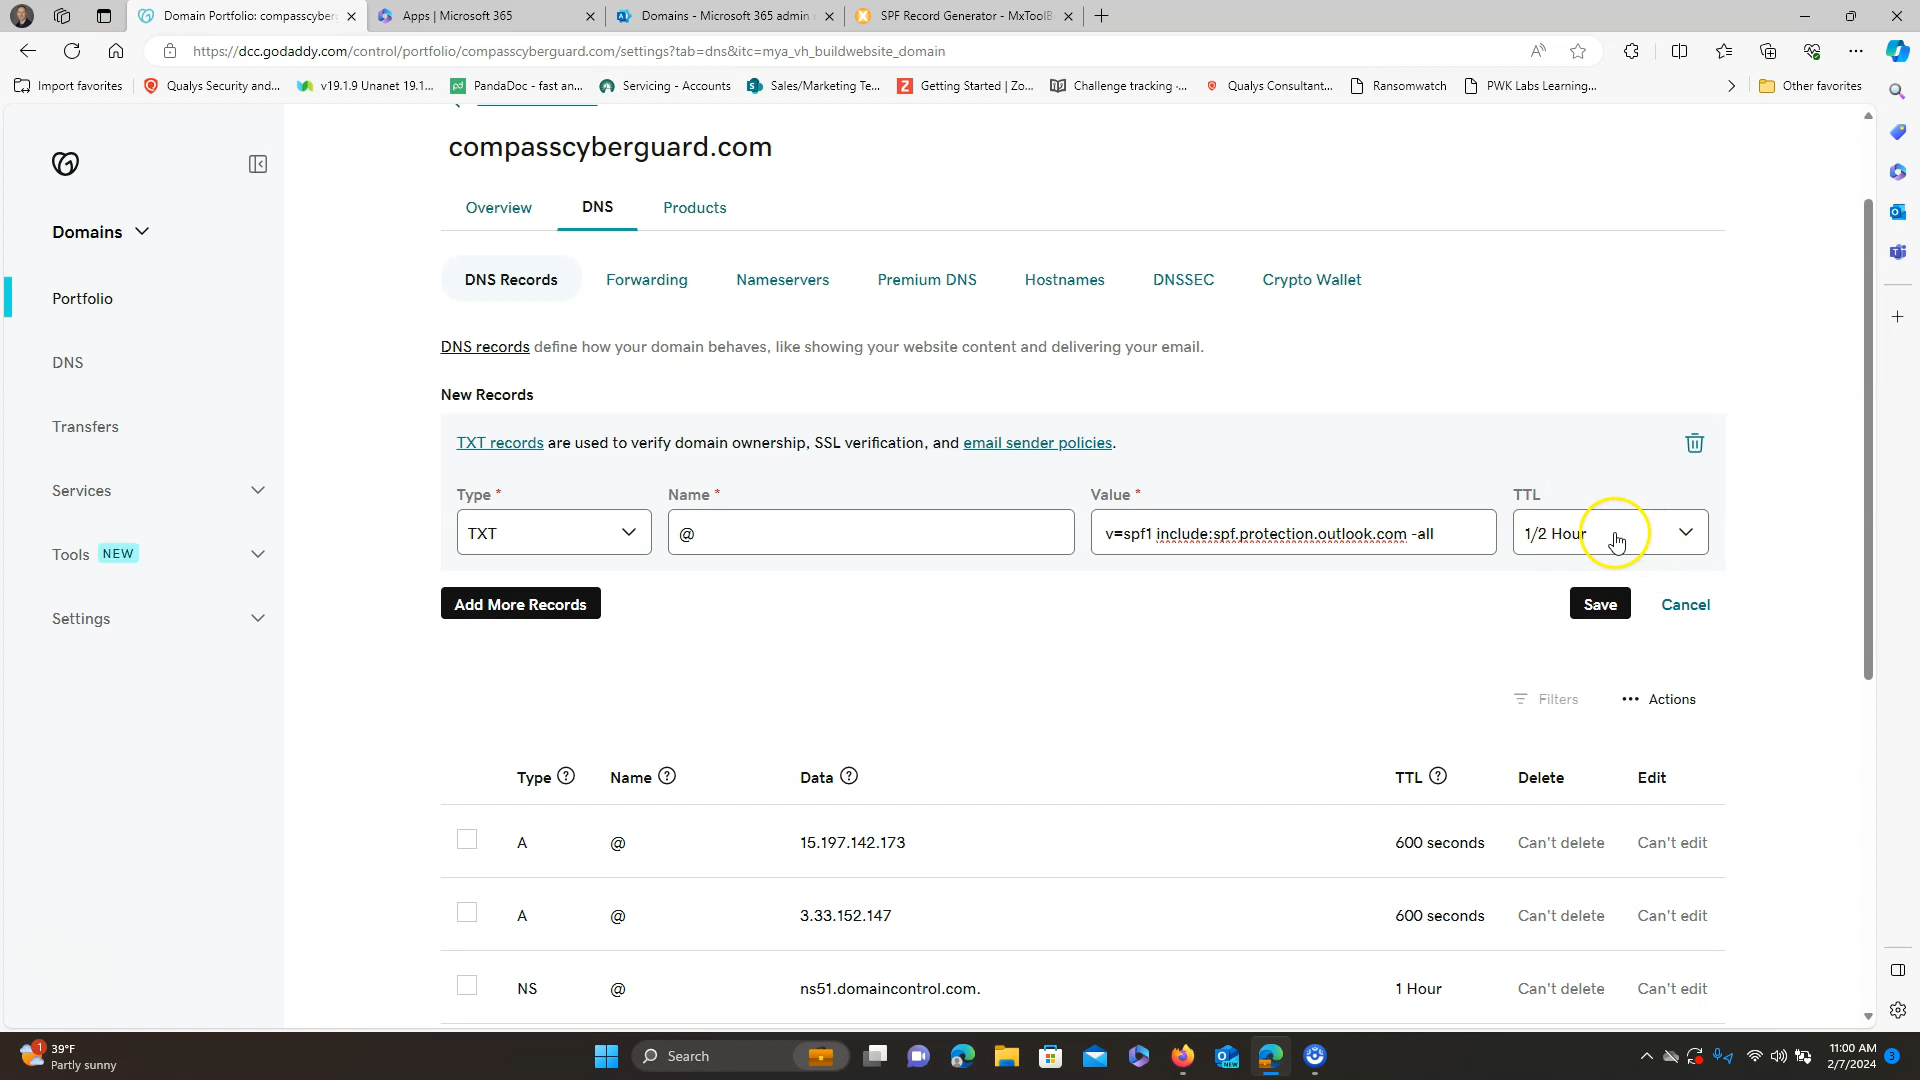 Domain Portfolio: compasscyber
Apps | Microsoft 365
Domains - Microsoft 365 admin
SPF Record Generator - MxToolB
https://dcc.godaddy.com/control/portfolio/compasscyberguard.com/settings?tab=dns&itc=mya_vh_buildwebsite_domain
Import favorites
Qualys Security and...
v19.1.9 Unanet 19.1...
PandaDoc - fast an...
Servicing - Accounts
Sales/Marketing Te...
Getting Started | Zo...
Challenge tracking -...
Qualys Consultant...
Ransomwatch
PWK Labs Learning...
Other favorites
compasscyberguard.com
Overview
DNS
Products
Domains
Portfolio
DNS
Transfers
Services
Tools NEW
Settings
DNS Records
Forwarding
Nameservers
Premium DNS
Hostnames
DNSSEC
Crypto Wallet
DNS records define how your domain behaves, like showing your website content and delivering your email.
New Records
TXT records are used to verify domain ownership, SSL verification, and email sender policies.
Type * Name * Value * TTL
TXT @ v=spf1 include:spf.protection.outlook.com -all 1/2 Hour
Add More Records Save Cancel
Filters ••• Actions
Type Name Data TTL Delete Edit
A @ 15.197.142.173 600 seconds Can't delete Can't edit
A @ 3.33.152.147 600 seconds Can't delete Can't edit
NS @ ns51.domaincontrol.com. 1 Hour Can't delete Can't edit
1
39°F
Partly sunny
Search
11:00 AM
2/7/2024
3